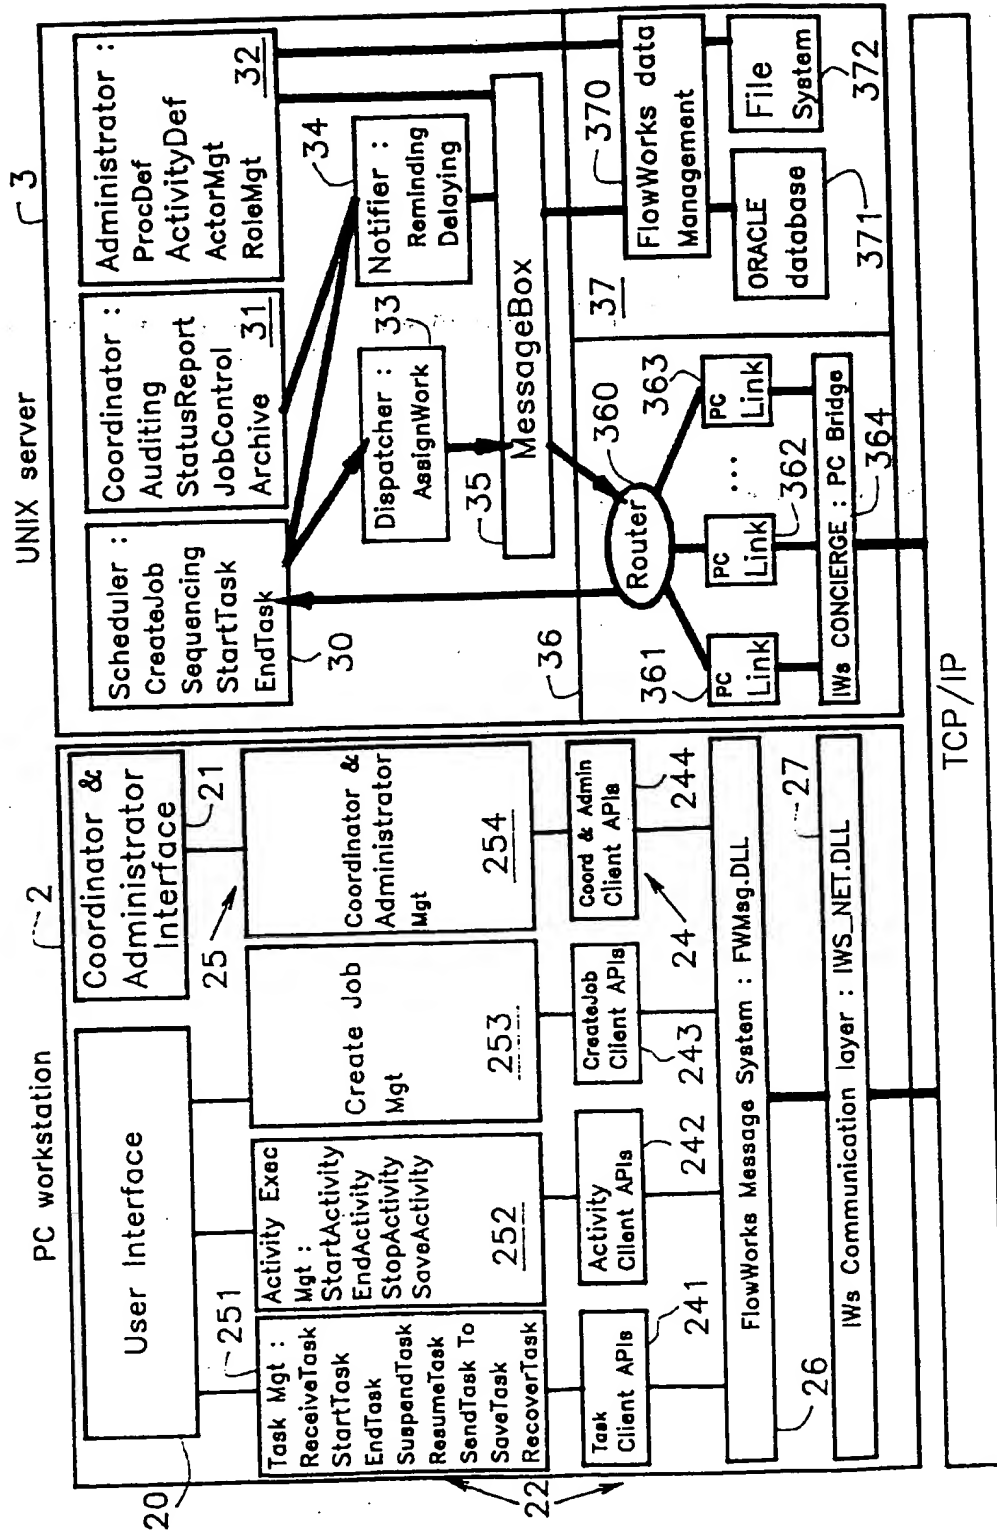 PC workstation
2
User Interface
20
Coordinator &
Administrator
Interface
21
25
251
Task Mgt :
ReceiveTask
StartTask
EndTask
SuspendTask
ResumeTask
SendTask To
SaveTask
RecoverTask
Activity Exec
Mgt :
StartActivity
EndActivity
StopActivity
SaveActivity
252
Create Job
Mgt
253
Coordinator &
Administrator
Mgt
254
22
Task
Client APIs
241
Activity
Client APIs
242
CreateJob
Client APIs
243
Coord & Admin
Client APIs
244
24
FlowWorks Message System : FWMsg.DLL
26
IWs Communication layer : IWS_NET.DLL
27
TCP/IP
UNIX server
3
Scheduler :
CreateJob
Sequencing
StartTask
EndTask
30
Coordinator :
Auditing
StatusReport
JobControl
Archive
31
Administrator :
ProcDef
ActivityDef
ActorMgt
RoleMgt
32
Dispatcher :
AssignWork
33
Notifier :
Reminding
Delaying
34
35
MessageBox
36
Router
360
361
PC
Link
PC
Link
362
...
PC
Link
363
IWs CONCIERGE : PC Bridge
364
37
FlowWorks data
Management
370
ORACLE
database
371
File
System
372